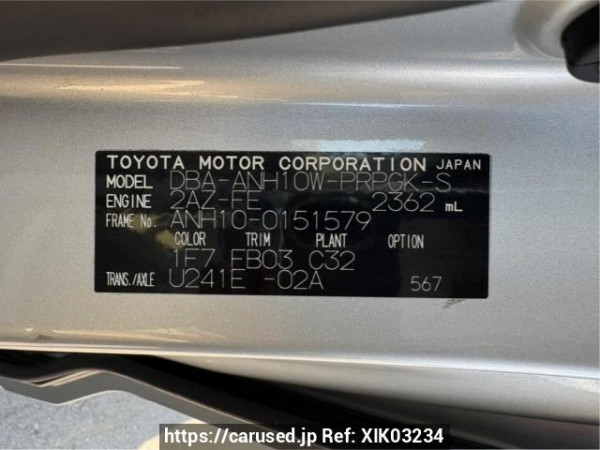 TOYOTA MOTOR CORPORATION JAPAN
MODEL DBA-ANH10W-PRPGK-S
ENGINE 2AZ-FE 2362 mL
FRAME No. ANH10-0151579
COLOR TRIM PLANT OPTION
1F7 FB03 C32
TRANS./AXLE U241E -02A 567
https://carused.jp Ref: XIK03234